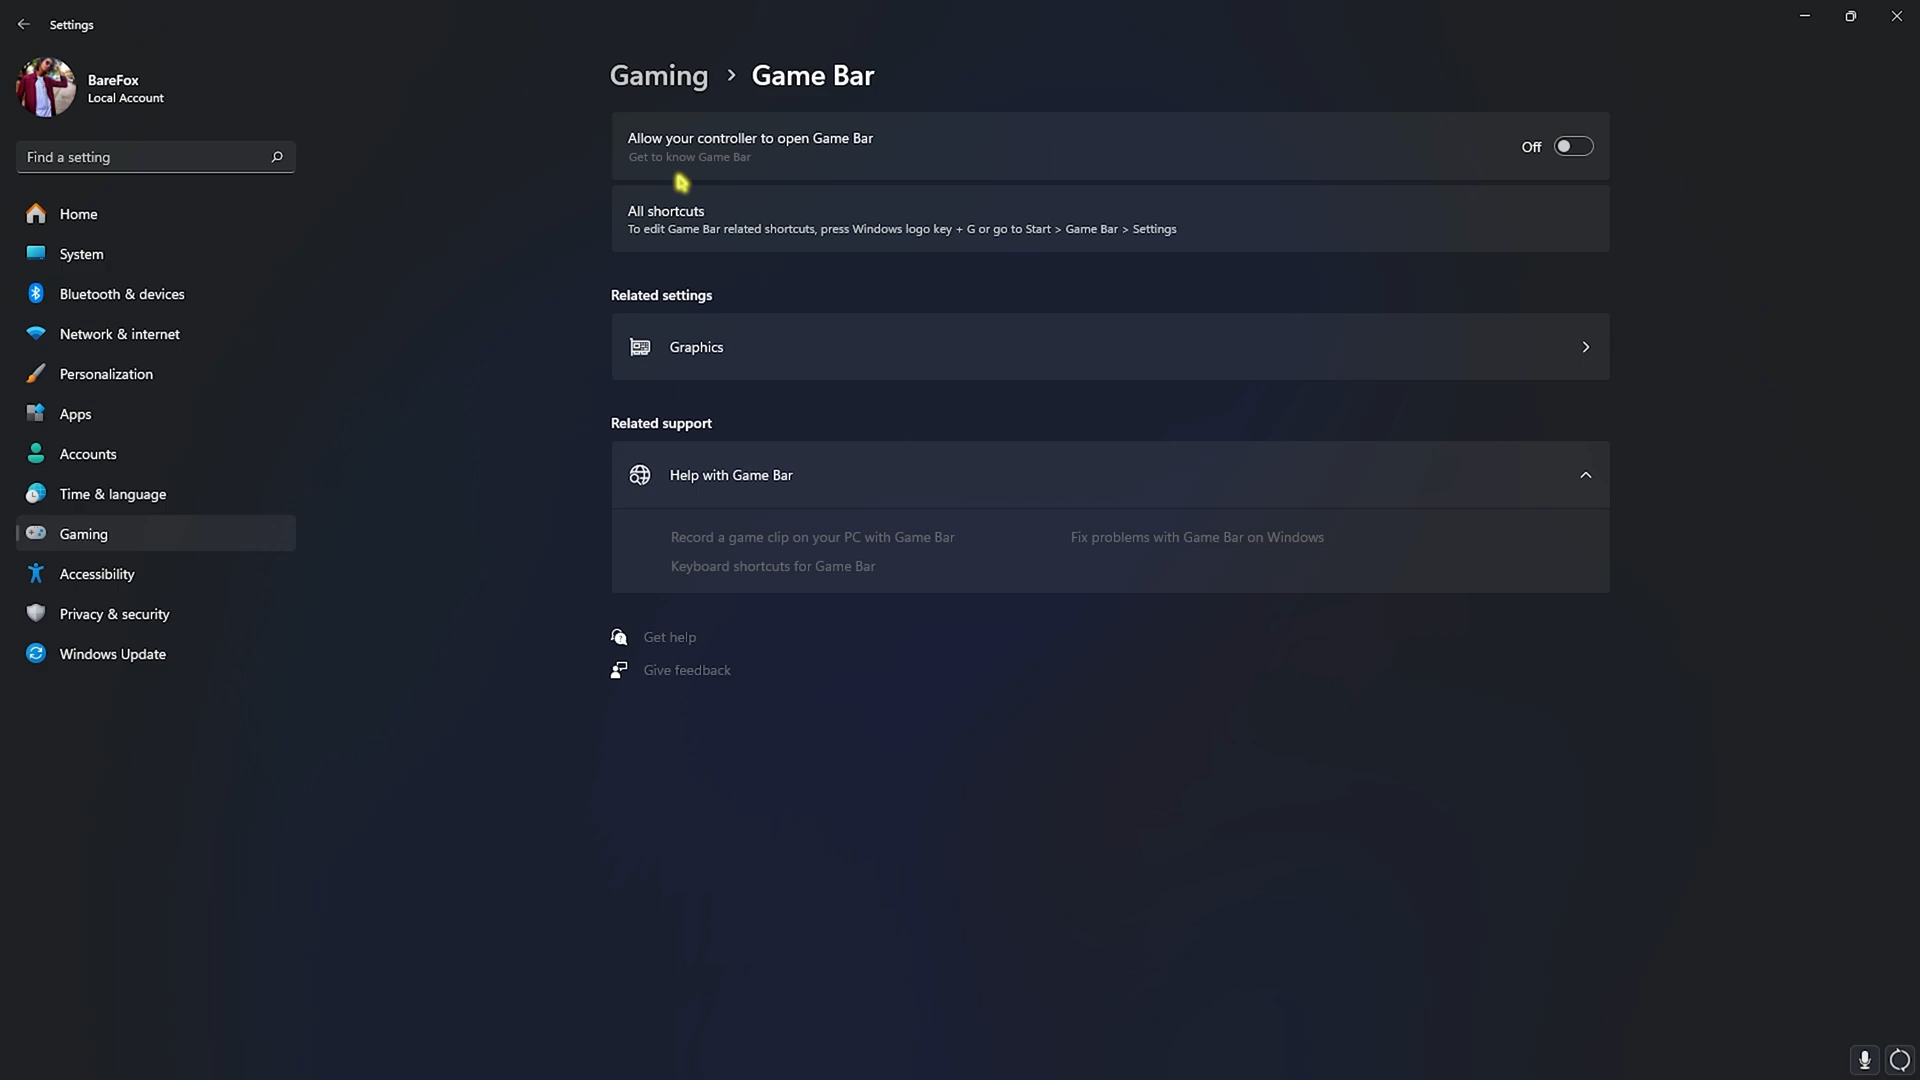 Settings
BareFox
Local Account
Find a setting
Home
System
Bluetooth & devices
Network & internet
Personalization
Apps
Accounts
Time & language
Gaming
Accessibility
Privacy & security
Windows Update
Gaming > Game Bar
Allow your controller to open Game Bar
Get to know Game Bar
Off
All shortcuts
To edit Game Bar related shortcuts, press Windows logo key + G or go to Start > Game Bar > Settings
Related settings
Graphics
Related support
Help with Game Bar
Record a game clip on your PC with Game Bar
Fix problems with Game Bar on Windows
Keyboard shortcuts for Game Bar
Get help
Give feedback